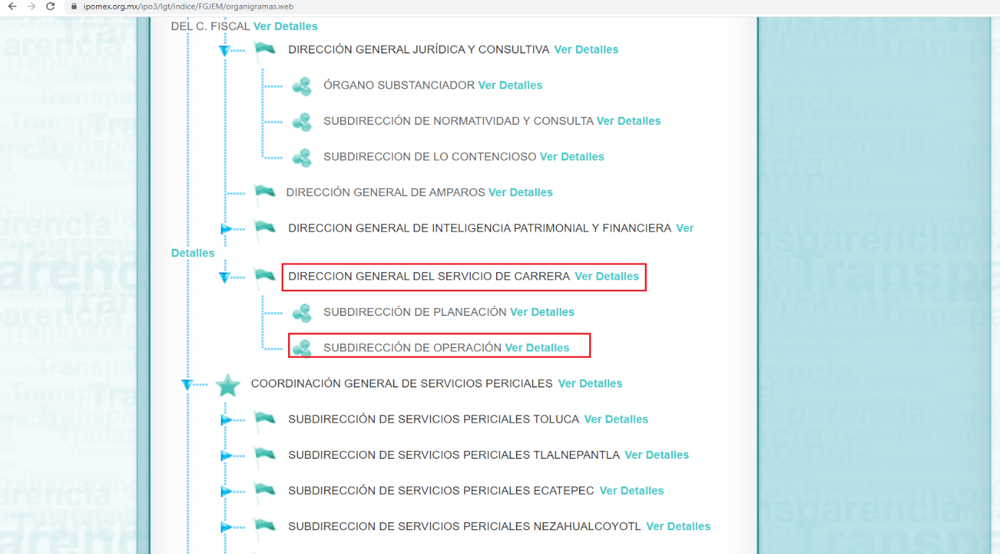 ipomex.org.mx/ipo3/lgt/indice/FGJEM/organigramas.web
DEL C. FISCAL Ver Detalles
DIRECCIÓN GENERAL JURÍDICA Y CONSULTIVA Ver Detalles
ÓRGANO SUBSTANCIADOR Ver Detalles
SUBDIRECCIÓN DE NORMATIVIDAD Y CONSULTA Ver Detalles
SUBDIRECCION DE LO CONTENCIOSO Ver Detalles
DIRECCIÓN GENERAL DE AMPAROS Ver Detalles
DIRECCION GENERAL DE INTELIGENCIA PATRIMONIAL Y FINANCIERA Ver
Detalles
DIRECCION GENERAL DEL SERVICIO DE CARRERA Ver Detalles
SUBDIRECCIÓN DE PLANEACIÓN Ver Detalles
SUBDIRECCIÓN DE OPERACIÓN Ver Detalles
COORDINACIÓN GENERAL DE SERVICIOS PERICIALES Ver Detalles
SUBDIRECCIÓN DE SERVICIOS PERICIALES TOLUCA Ver Detalles
SUBDIRECCION DE SERVICIOS PERICIALES TLALNEPANTLA Ver Detalles
SUBDIRECCIÓN DE SERVICIOS PERICIALES ECATEPEC Ver Detalles
SUBDIRECCION DE SERVICIOS PERICIALES NEZAHUALCOYOTL Ver Detalles